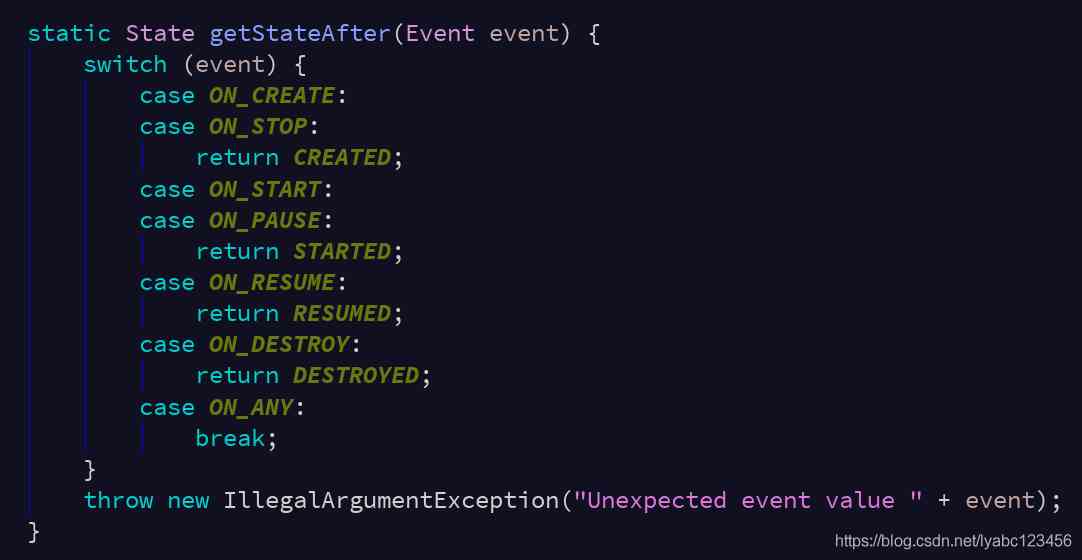 static State getStateAfter(Event event) {
    switch (event) {
        case ON_CREATE:
        case ON_STOP:
            return CREATED;
        case ON_START:
        case ON_PAUSE:
            return STARTED;
        case ON_RESUME:
            return RESUMED;
        case ON_DESTROY:
            return DESTROYED;
        case ON_ANY:
            break;
    }
    throw new IllegalArgumentException("Unexpected event value " + event);
}
https://blog.csdn.net/lyabc123456